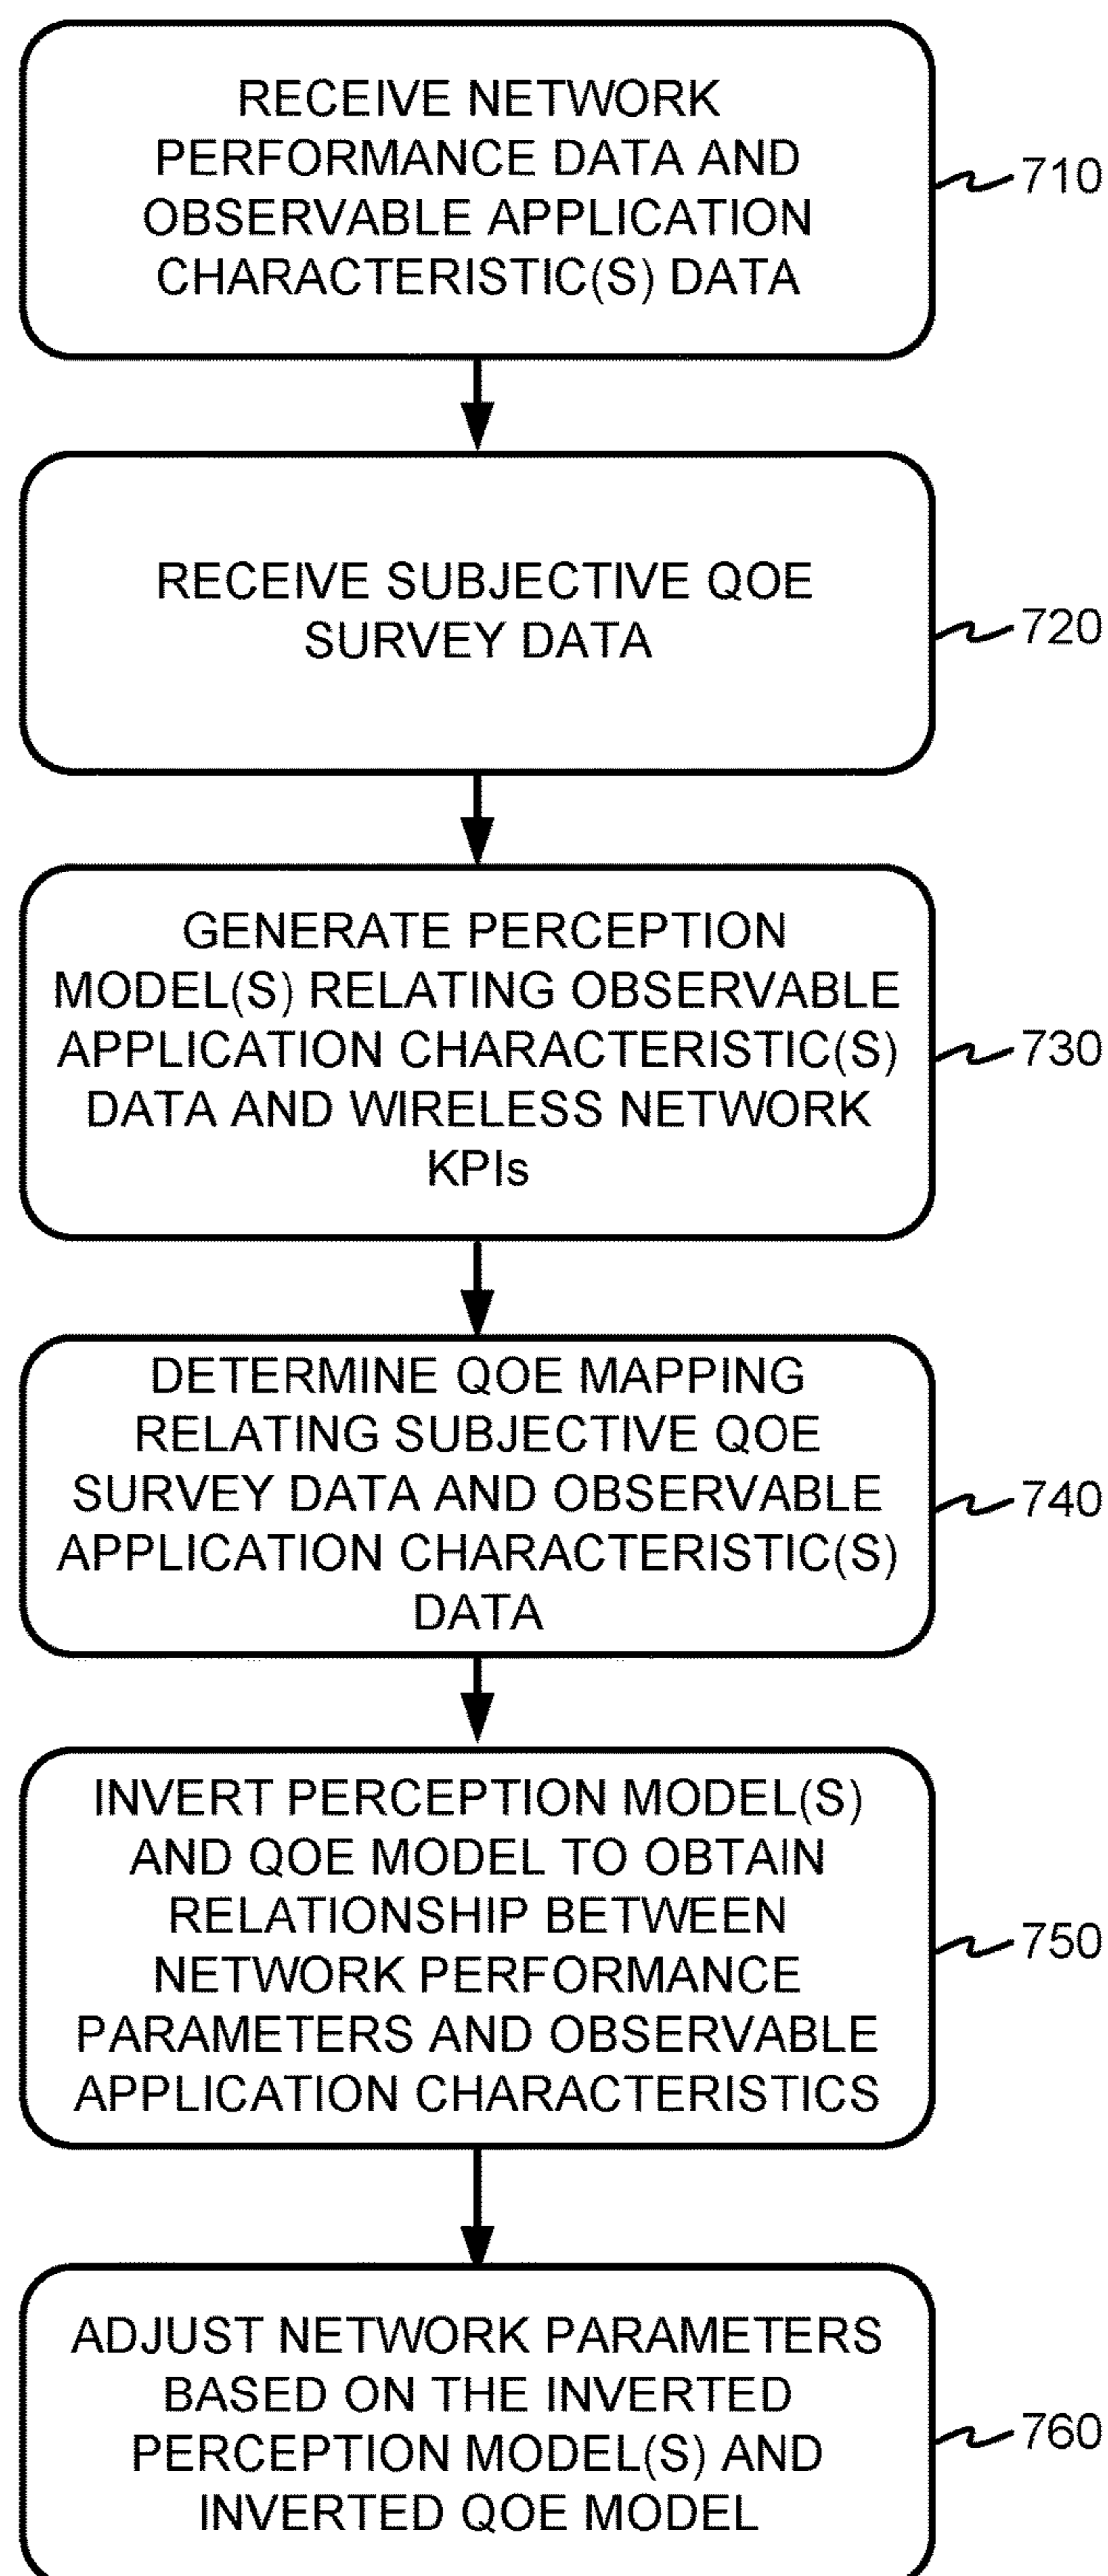 RECEIVE NETWORK
PERFORMANCE DATA AND
OBSERVABLE APPLICATION
CHARACTERISTIC(S) DATA
710
RECEIVE SUBJECTIVE QOE
SURVEY DATA
720
GENERATE PERCEPTION
MODEL(S) RELATING OBSERVABLE
APPLICATION CHARACTERISTIC(S)
DATA AND WIRELESS NETWORK
KPIs
730
DETERMINE QOE MAPPING
RELATING SUBJECTIVE QOE
SURVEY DATA AND OBSERVABLE
APPLICATION CHARACTERISTIC(S)
DATA
740
INVERT PERCEPTION MODEL(S)
AND QOE MODEL TO OBTAIN
RELATIONSHIP BETWEEN
NETWORK PERFORMANCE
PARAMETERS AND OBSERVABLE
APPLICATION CHARACTERISTICS
750
ADJUST NETWORK PARAMETERS
BASED ON THE INVERTED
PERCEPTION MODEL(S) AND
INVERTED QOE MODEL
760